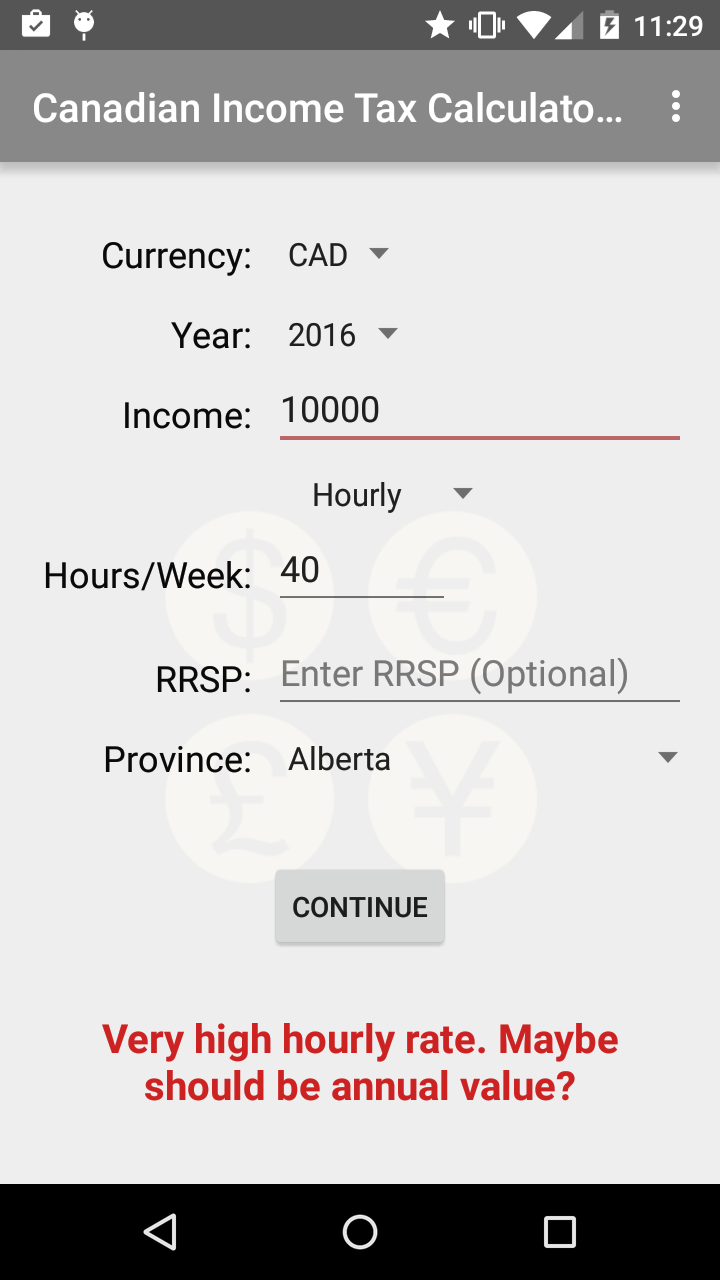 11:29
Canadian Income Tax Calculato...
Currency: CAD
Year: 2016
Income: 10000
Hourly
Hours/Week: 40
RRSP: Enter RRSP (Optional)
Province: Alberta
CONTINUE
Very high hourly rate. Maybe
should be annual value?
$ €
£ ¥